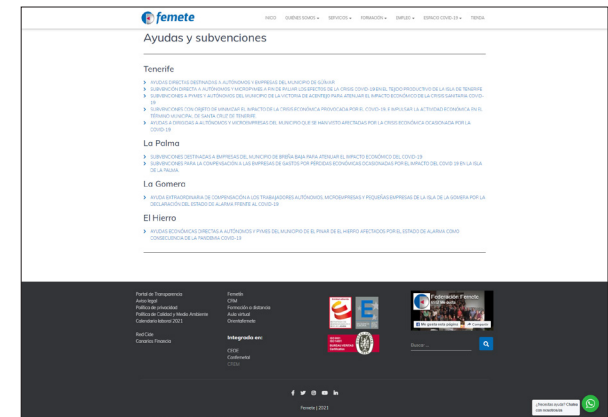 femete
INICIO QUIÉNES SOMOS SERVICIOS FORMACIÓN EMPLEO ESPACIO COVID-19 TIENDA
Ayudas y subvenciones
Tenerife
AYUDAS DIRECTAS DESTINADAS A AUTÓNOMOS Y EMPRESAS DEL MUNICIPIO DE GÜÍMAR
SUBVENCIÓN DIRECTA A AUTÓNOMOS Y MICROPYMES A FIN DE PALIAR LOS EFECTOS DE LA CRISIS COVID-19 EN EL TEJIDO PRODUCTIVO DE LA ISLA DE TENERIFE
SUBVENCIONES A PYMES Y AUTÓNOMOS DEL MUNICIPIO DE LA VICTORIA DE ACENTEJO PARA ATENUAR EL IMPACTO ECONÓMICO DE LA CRISIS SANITARIA COVID-
19
SUBVENCIONES CON OBJETO DE MINIMIZAR EL IMPACTO DE LA CRISIS ECONÓMICA PROVOCADA POR EL COVID-19, E IMPULSAR LA ACTIVIDAD ECONÓMICA EN EL
TÉRMINO MUNICIPAL DE SANTA CRUZ DE TENERIFE
AYUDAS A DIRIGIDAS A AUTÓNOMOS Y MICROEMPRESAS DEL MUNICIPIO QUE SE HAN VISTO AFECTADAS POR LA CRISIS ECONÓMICA OCASIONADA POR LA
COVID-19
La Palma
SUBVENCIONES DESTINADAS A EMPRESAS DEL MUNICIPIO DE BREÑA BAJA PARA ATENUAR EL IMPACTO ECONÓMICO DEL COVID-19
SUBVENCIONES PARA LA COMPENSACIÓN A LAS EMPRESAS DE GASTOS POR PÉRDIDAS ECONÓMICAS OCASIONADAS POR EL IMPACTO DEL COVID 19 EN LA ISLA
DE LA PALMA
La Gomera
AYUDA EXTRAORDINARIA DE COMPENSACIÓN A LOS TRABAJADORES AUTÓNOMOS, MICROEMPRESAS Y PEQUEÑAS EMPRESAS DE LA ISLA DE LA GOMERA POR LA
DECLARACIÓN DEL ESTADO DE ALARMA FRENTE AL COVID-19
El Hierro
AYUDAS ECONÓMICAS DIRECTAS A AUTÓNOMOS Y PYMES DEL MUNICIPIO DE EL PINAR DE EL HIERRO AFECTADOS POR EL ESTADO DE ALARMA COMO
CONSECUENCIA DE LA PANDEMIA COVID-19
Portal de Transparencia
Aviso legal
Política de privacidad
Política de Calidad y Medio Ambiente
Calendario laboral 2021
Red Cide
Canarias Financia
Femete
CFM
Formación a distancia
Aula virtual
Orientafemete
Integrada en:
CEOE
Confemetal
Federación Femete
Me gusta esta página Compartir
Buscar ...
Femete | 2021
¿Necesitas ayuda? Chatea
con nosotros/as